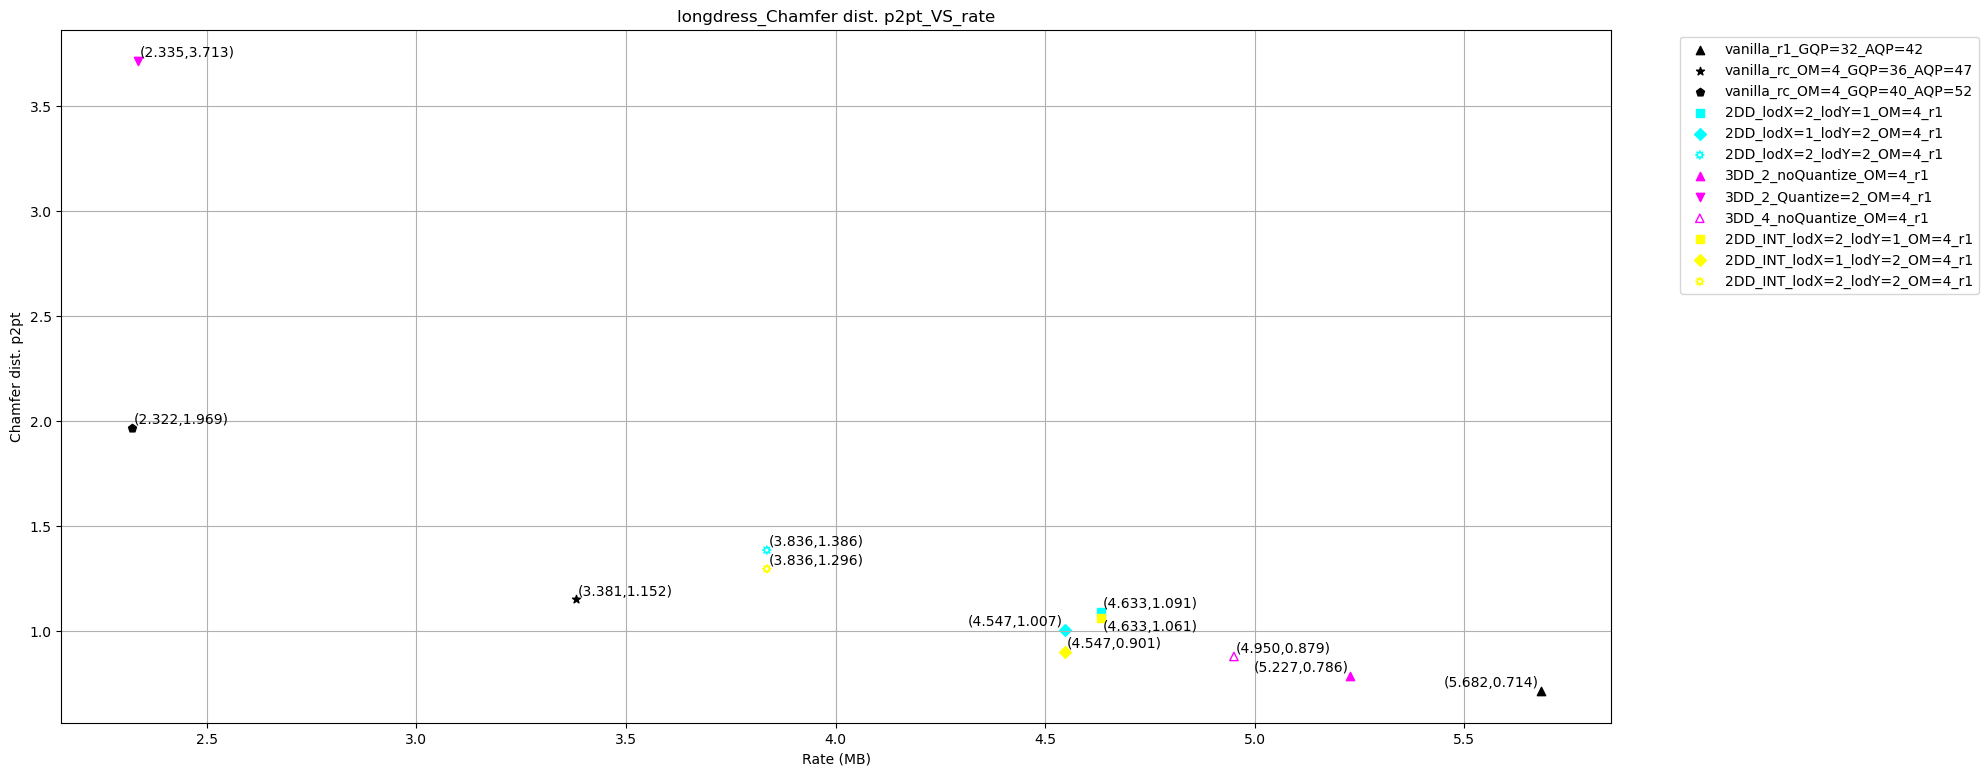 longdress_Chamfer dist. p2pt_VS_rate
(2.335,3.713)
(2.322,1.969)
(3.836,1.386)
(3.836,1.296)
(3.381,1.152)
(4.633,1.091)
(4.547,1.007)
(4.633,1.061)
(4.547,0.901)
(4.950,0.879)
(5.227,0.786)
(5.682,0.714)
3.5
3.0
2.5
2.0
1.5
1.0
Chamfer dist. p2pt
2.5
3.0
3.5
4.0
4.5
5.0
5.5
Rate (MB)
vanilla_r1_GQP=32_AQP=42
vanilla_rc_OM=4_GQP=36_AQP=47
vanilla_rc_OM=4_GQP=40_AQP=52
2DD_lodX=2_lodY=1_OM=4_r1
2DD_lodX=1_lodY=2_OM=4_r1
2DD_lodX=2_lodY=2_OM=4_r1
3DD_2_noQuantize_OM=4_r1
3DD_2_Quantize=2_OM=4_r1
3DD_4_noQuantize_OM=4_r1
2DD_INT_lodX=2_lodY=1_OM=4_r1
2DD_INT_lodX=1_lodY=2_OM=4_r1
2DD_INT_lodX=2_lodY=2_OM=4_r1